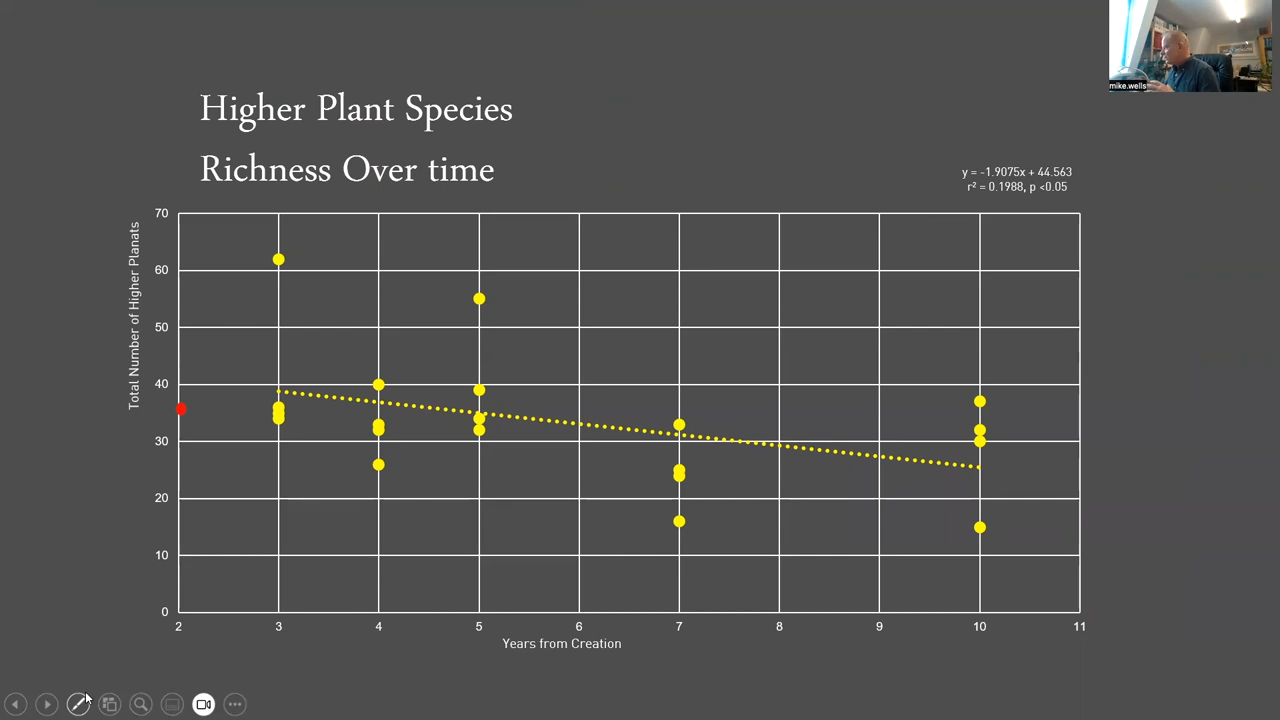 mike.wells
Higher Plant Species
Richness Over time
y = -1.9075x + 44.563
r² = 0.1988, p <0.05
Total Number of Higher Planats
70
60
50
40
30
20
10
0
2 3 4 5 6 7 8 9 10 11
Years from Creation